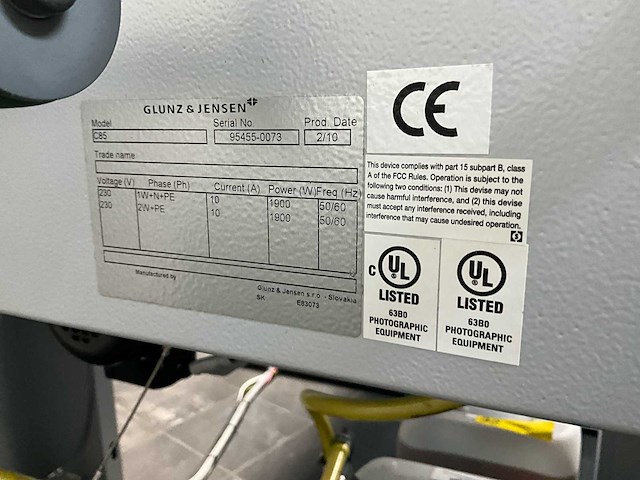 GLUNZ & JENSEN
Model Serial No. Prod. Date
C85 95455-0073 2/10
Trade name
Voltage (V) Phase (Ph) Current (A) Power (W) Freq (Hz)
230 1W+N+PE 10 1900 50/60
230 2W+PE 10 1900 50/60
Manufactured by
Glunz & Jensen s.r.o - Slovakia
SK E83073
CE
This device complies with part 15 subpart B, class
A of the FCC Rules. Operation is subject to the
following two conditions: (1) This devise may not
cause harmful interference, and (2) this devise
must accept any interference received, including
interference that may cause undesired operation.
C UL
LISTED
63B0
PHOTOGRAPHIC
EQUIPMENT
UL
LISTED
63B0
PHOTOGRAPHIC
EQUIPMENT